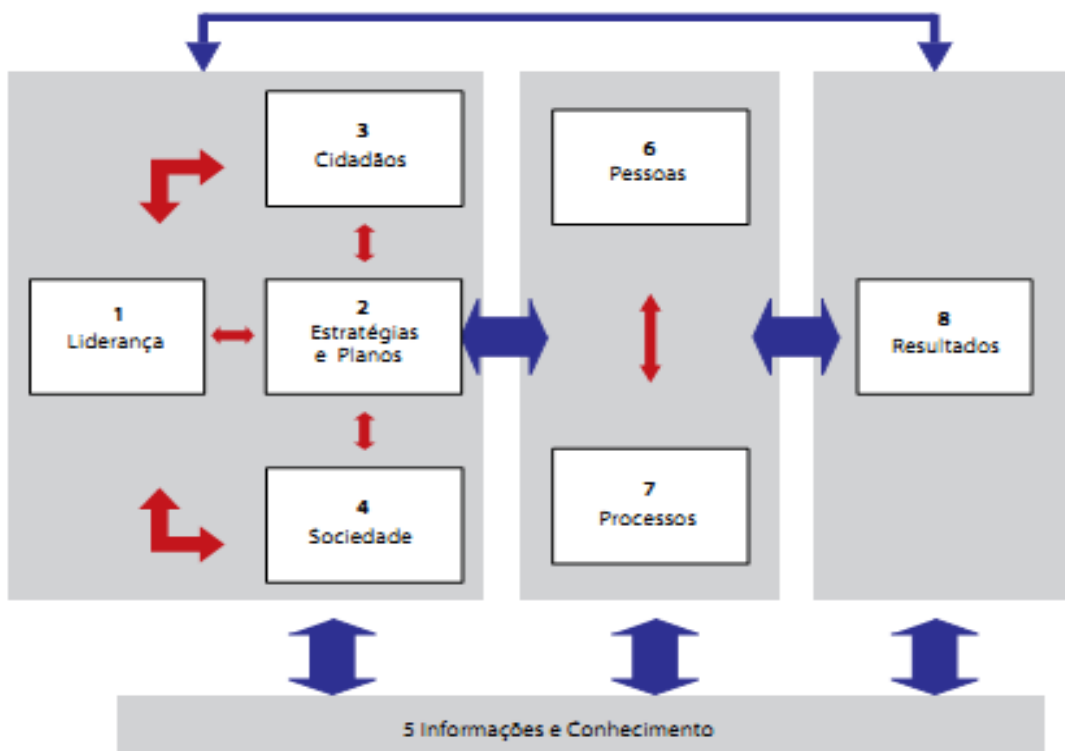 3
Cidadãos
6
Pessoas
1
Liderança
2
Estratégias
e Planos
8
Resultados
4
Sociedade
7
Processos
5 Informações e Conhecimento